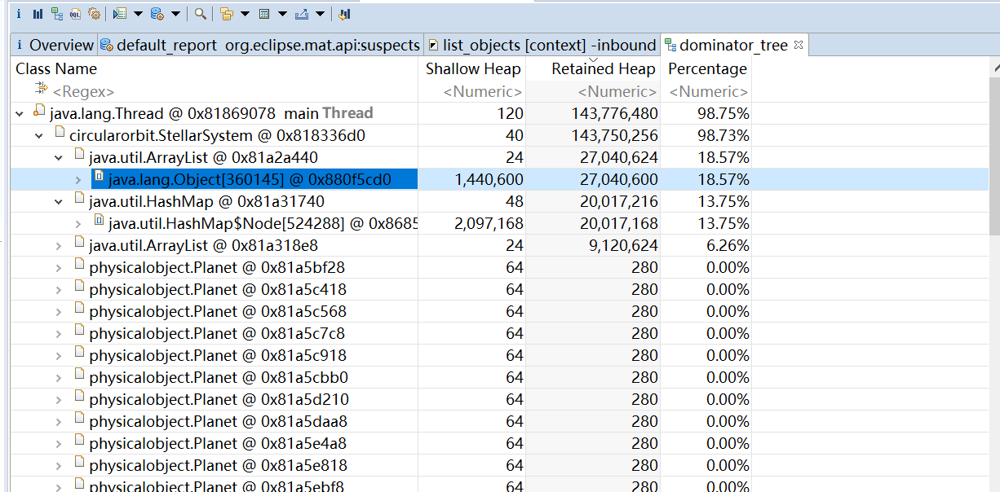 i Overview default_report org.eclipse.mat.api:suspects list_objects [context] -inbound dominator_tree
Class Name Shallow Heap Retained Heap Percentage
<Regex> <Numeric> <Numeric> <Numeric>
java.lang.Thread @ 0x81869078 main Thread 120 143,776,480 98.75%
circularorbit.StellarSystem @ 0x818336d0 40 143,750,256 98.73%
java.util.ArrayList @ 0x81a2a440 24 27,040,624 18.57%
java.lang.Object[360145] @ 0x880f5cd0 1,440,600 27,040,600 18.57%
java.util.HashMap @ 0x81a31740 48 20,017,216 13.75%
java.util.HashMap$Node[524288] @ 0x8685 2,097,168 20,017,168 13.75%
java.util.ArrayList @ 0x81a318e8 24 9,120,624 6.26%
physicalobject.Planet @ 0x81a5bf28 64 280 0.00%
physicalobject.Planet @ 0x81a5c418 64 280 0.00%
physicalobject.Planet @ 0x81a5c568 64 280 0.00%
physicalobject.Planet @ 0x81a5c7c8 64 280 0.00%
physicalobject.Planet @ 0x81a5c918 64 280 0.00%
physicalobject.Planet @ 0x81a5cbb0 64 280 0.00%
physicalobject.Planet @ 0x81a5d210 64 280 0.00%
physicalobject.Planet @ 0x81a5daa8 64 280 0.00%
physicalobject.Planet @ 0x81a5e4a8 64 280 0.00%
physicalobject.Planet @ 0x81a5e818 64 280 0.00%
physicalobject.Planet @ 0x81a5ebf8 64 280 0.00%